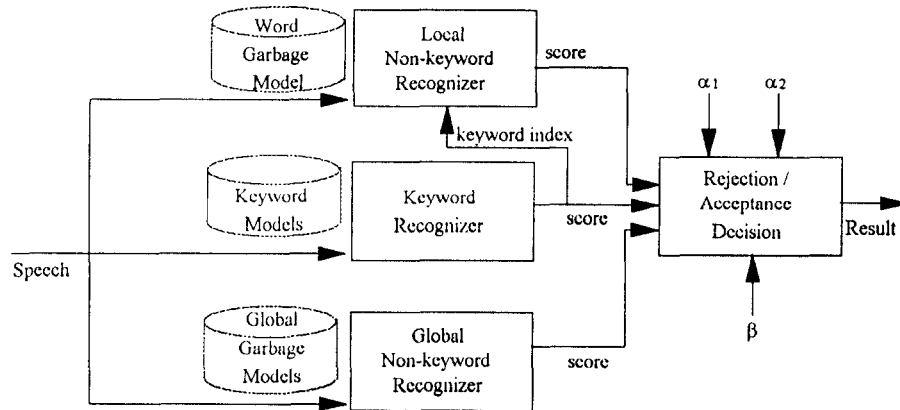 Word
Garbage
Model
Local
Non-keyword
Recognizer
score
α1
α2
keyword index
Keyword
Models
Keyword
Recognizer
score
Rejection /
Acceptance
Decision
Result
Speech
Global
Garbage
Models
Global
Non-keyword
Recognizer
score
β